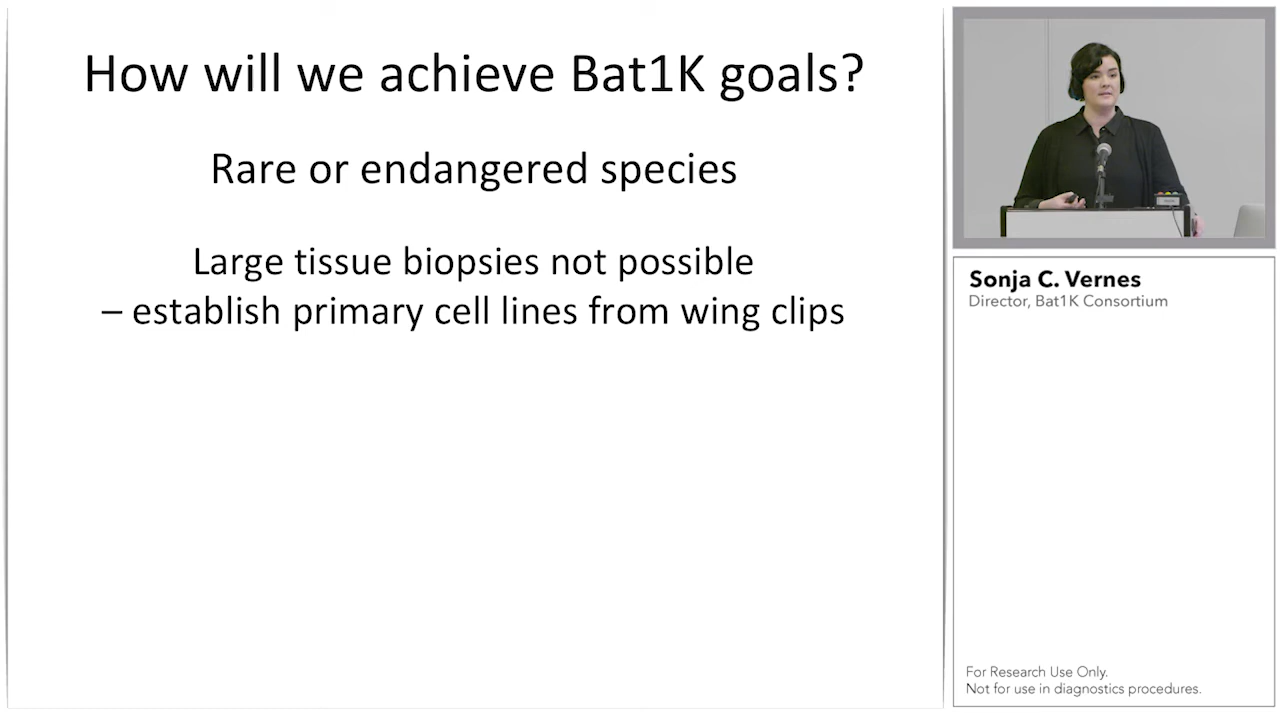 How will we achieve Bat1K goals?
Rare or endangered species
Large tissue biopsies not possible
– establish primary cell lines from wing clips
Sonja C. Vernes
Director, Bat1K Consortium
For Research Use Only.
Not for use in diagnostics procedures.